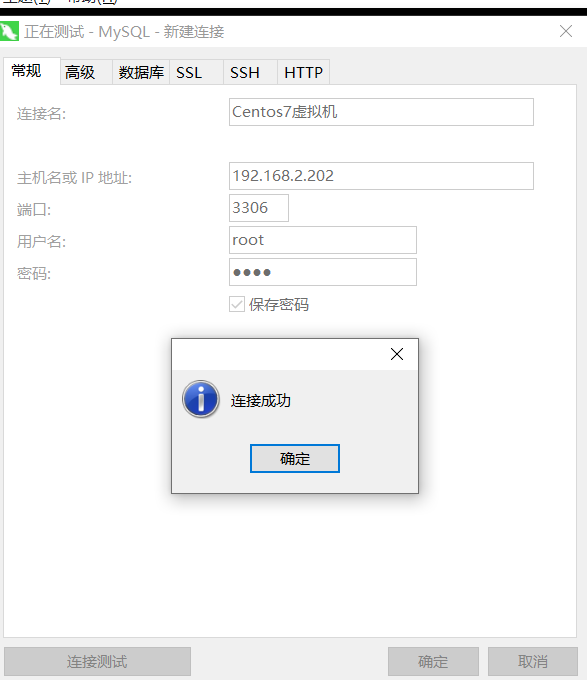 正在测试 - MySQL - 新建连接
常规 高级 数据库 SSL SSH HTTP
连接名: Centos7虚拟机
主机名或 IP 地址: 192.168.2.202
端口: 3306
用户名: root
密码: ●●●●
保存密码
连接成功
确定
连接测试 确定 取消